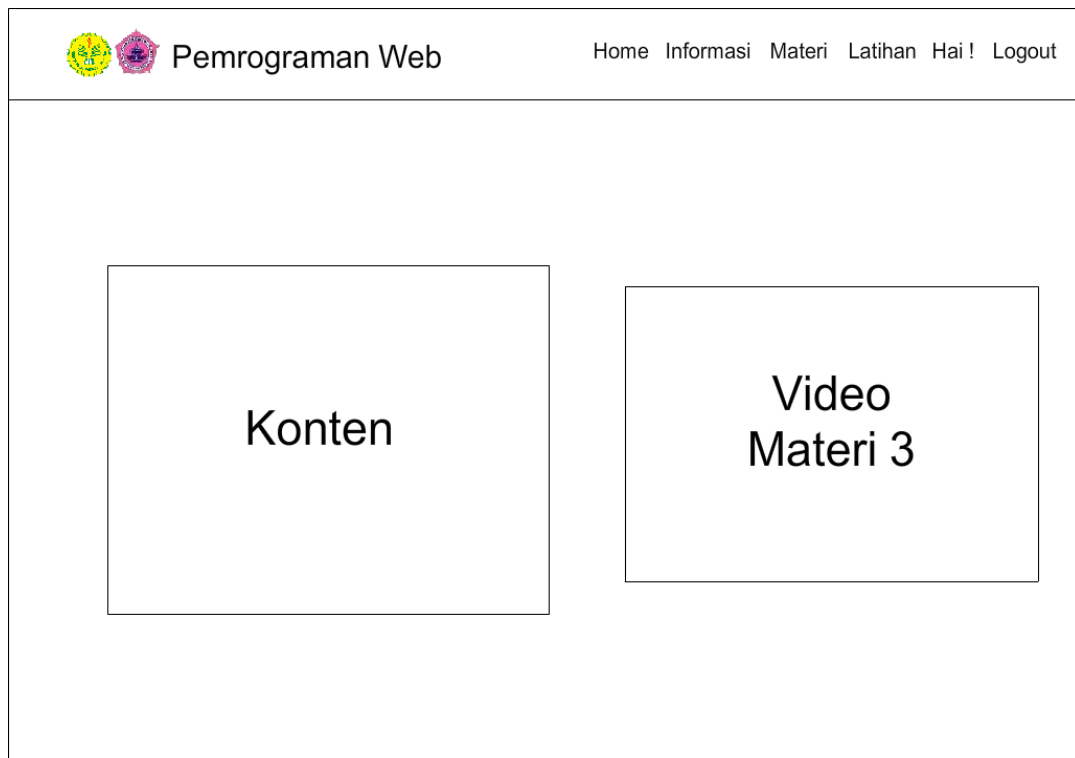 Pemrograman Web
Home Informasi Materi Latihan Hai ! Logout
Konten
Video
Materi 3